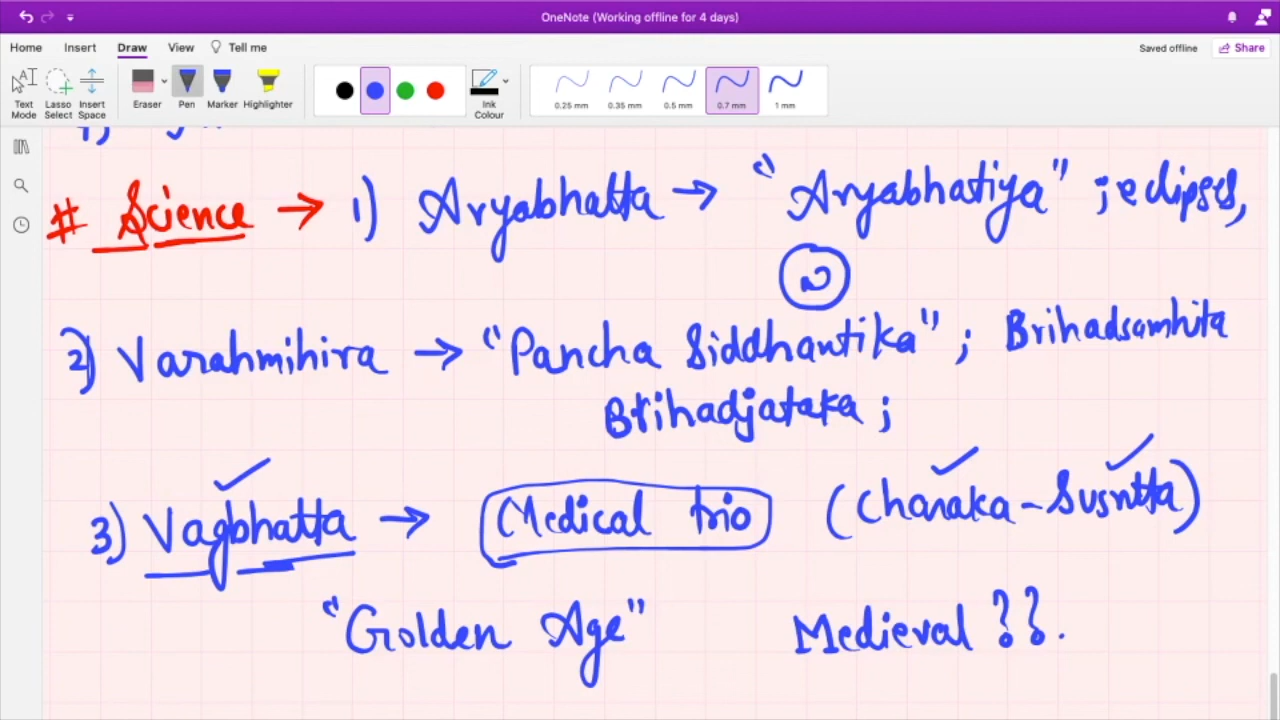 OneNote (Working offline for 4 days)
Home Insert Draw View Tell me Saved offline Share
Text Mode Lasso Select Insert Space Eraser Pen Marker Highlighter Ink Colour 0.25 mm 0.35 mm 0.5 mm 0.7 mm 1 mm
# Science → 1) Aryabhatta → "Aryabhatiya" ; eclipses,
2) Varahmihira → "Pancha Siddhantika" ; Brihadsamhita
Brihadjataka ;
3) Vagbhatta → Medical trio (Charaka - Susrutta)
"Golden Age" Medieval ??.